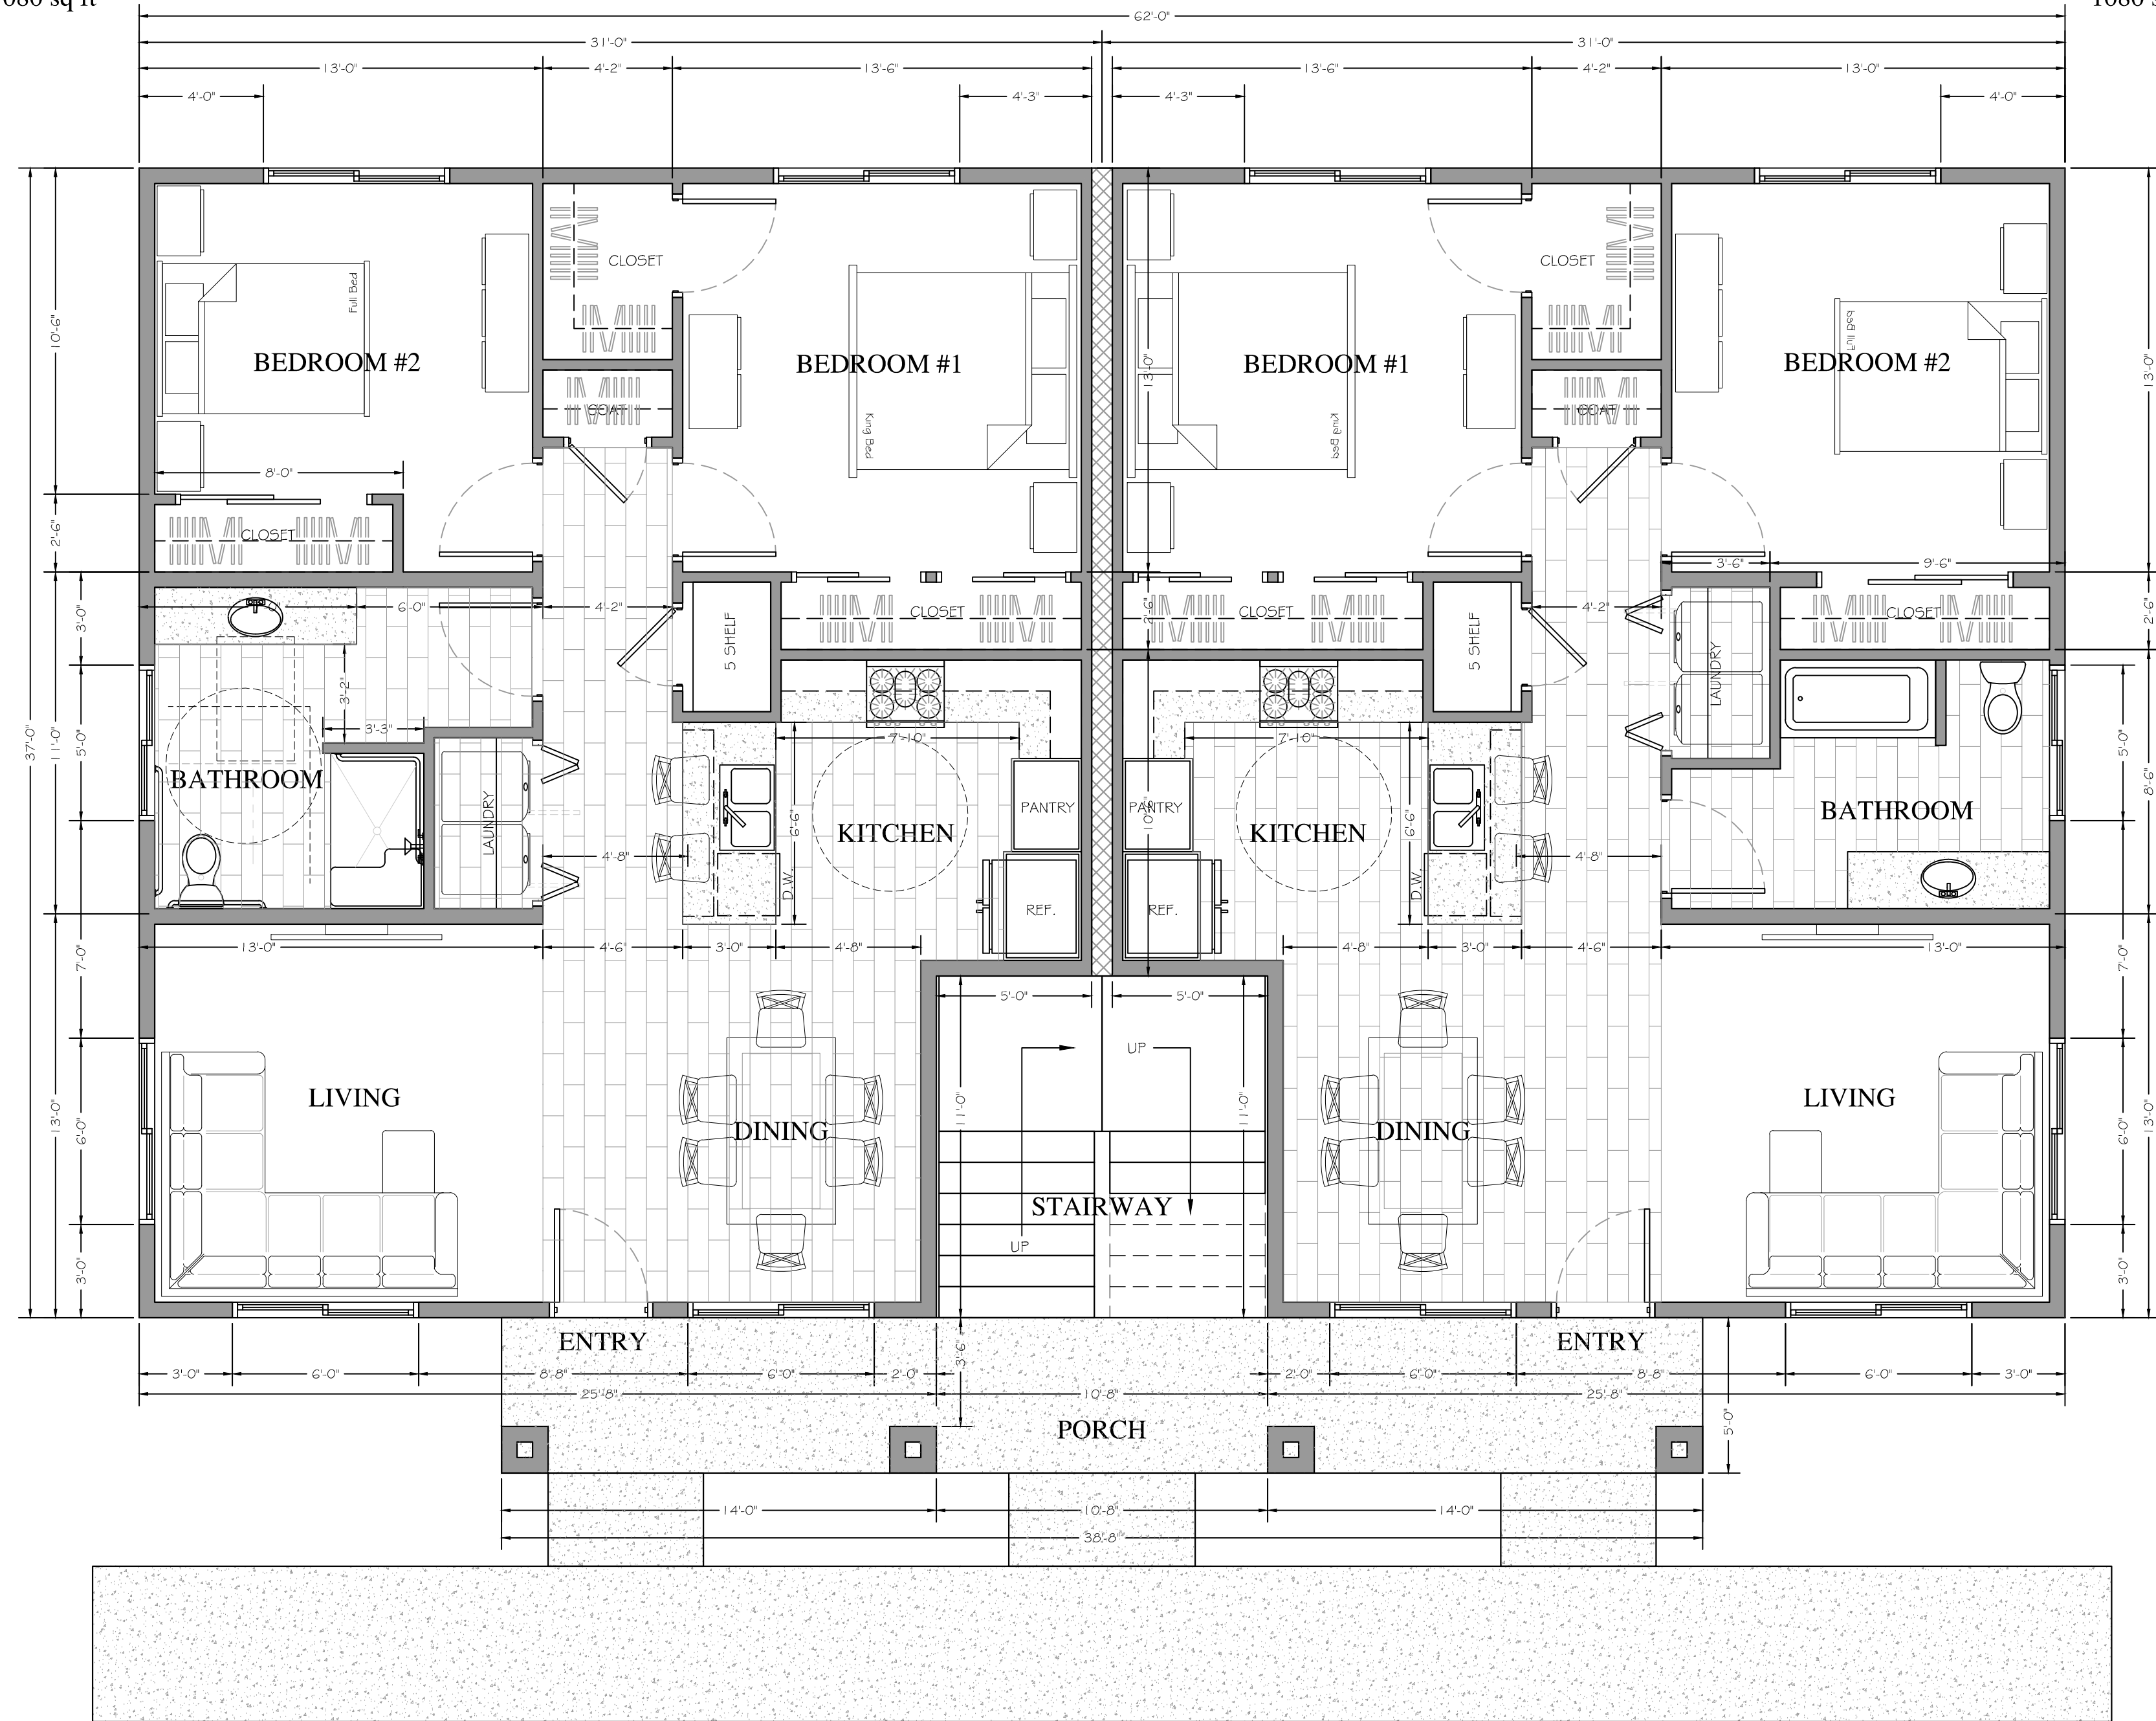 62'-0"
31'-0"
31'-0"
13'-0"
4'-2"
13'-6"
13'-6"
4'-2"
13'-0"
4'-0"
4'-3"
4'-3"
4'-0"
CLOSET
CLOSET
Full Bed
Full Bed
10'-6"
BEDROOM #2
BEDROOM #1
13'-0"
BEDROOM #1
BEDROOM #2
13'-0"
COAT
COAT
King Bed
King Bed
8'-0"
2'-6"
CLOSET
3'-6"
9'-6"
6'-0"
4'-2"
CLOSET
2'-6"
CLOSET
4'-2"
CLOSET
2'-6"
3'-0"
5 SHELF
5 SHELF
LAUNDRY
3'-2"
3'-3"
7'-10"
7'-10"
37'-0"
11'-0"
5'-0"
5'-0"
8'-6"
BATHROOM
LAUNDRY
6'-6"
KITCHEN
PANTRY
PANTRY
KITCHEN
6'-6"
BATHROOM
4'-8"
4'-8"
D.W.
REF.
REF.
D.W.
13'-0"
4'-6"
3'-0"
4'-8"
4'-8"
3'-0"
4'-6"
13'-0"
7'-0"
7'-0"
5'-0"
5'-0"
UP
13'-0"
6'-0"
LIVING
DINING
11'-0"
11'-0"
DINING
LIVING
6'-0"
13'-0"
STAIRWAY
UP
3'-0"
3'-0"
ENTRY
ENTRY
3'-6"
3'-0"
6'-0"
8'-8"
6'-0"
2'-0"
2'-0"
6'-0"
8'-8"
6'-0"
3'-0"
25'-8"
10'-8"
25'-8"
PORCH
5'-0"
14'-0"
10'-8"
14'-0"
38'-8"